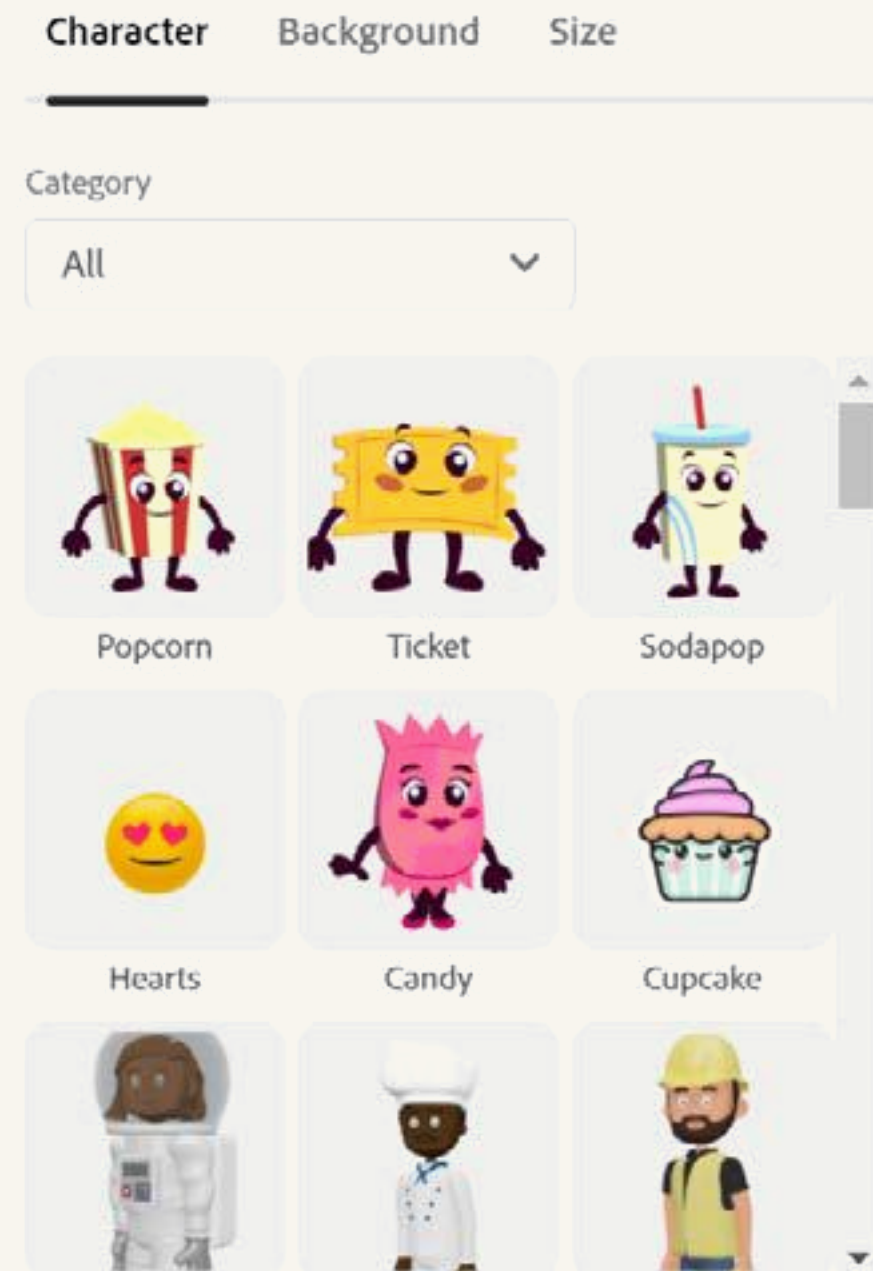 Character Background Size
Category
All
Popcorn Ticket Sodapop
Hearts Candy Cupcake